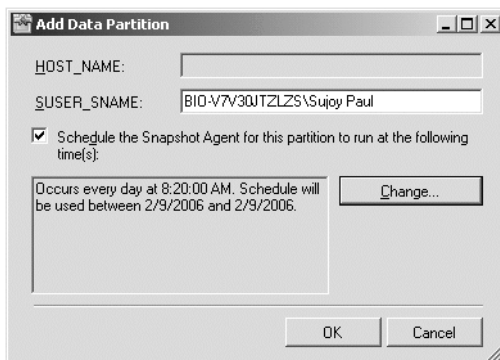 Add Data Partition
HOST_NAME:
SUSER_SNAME: BIO-V7V30JTZLZS\Sujoy Paul
Schedule the Snapshot Agent for this partition to run at the following
time(s):
Occurs every day at 8:20:00 AM. Schedule will
be used between 2/9/2006 and 2/9/2006.
Change...
OK
Cancel